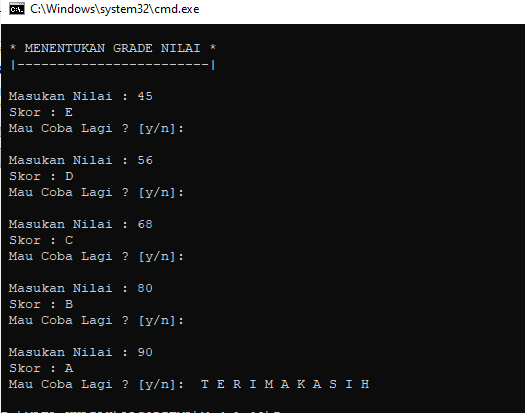 C:\Windows\system32\cmd.exe
* MENENTUKAN GRADE NILAI *
|------------------------|
Masukan Nilai : 45
Skor : E
Mau Coba Lagi ? [y/n]:
Masukan Nilai : 56
Skor : D
Mau Coba Lagi ? [y/n]:
Masukan Nilai : 68
Skor : C
Mau Coba Lagi ? [y/n]:
Masukan Nilai : 80
Skor : B
Mau Coba Lagi ? [y/n]:
Masukan Nilai : 90
Skor : A
Mau Coba Lagi ? [y/n]:  T E R I M A K A S I H